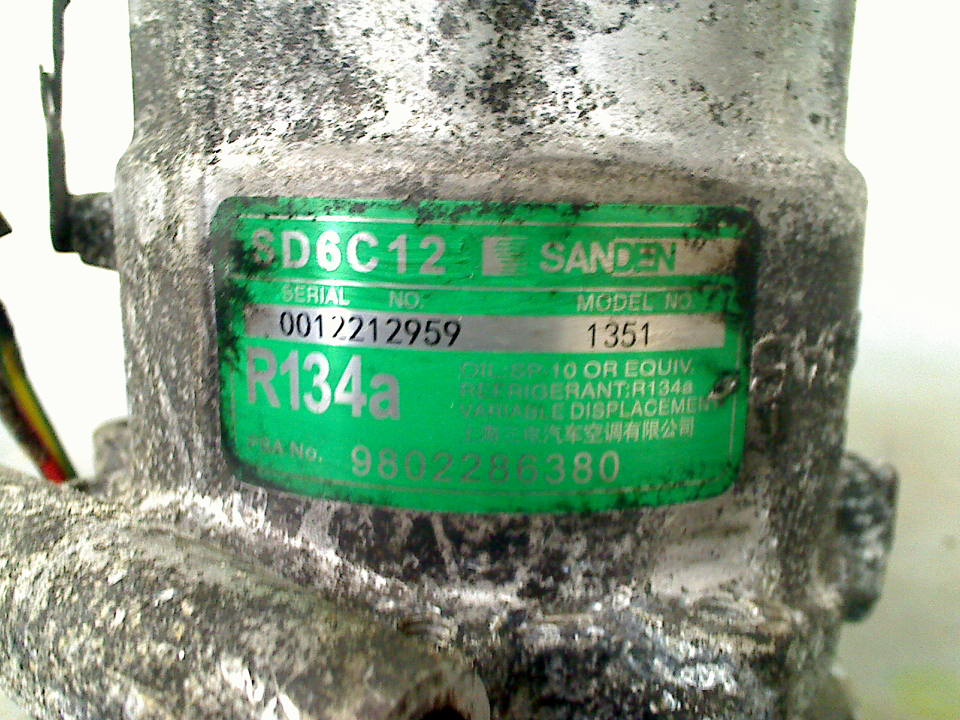 SD6C12 SANDEN
SERIAL NO. MODEL NO.
0012212959 1351
R134a
OIL:SP-10 OR EQUIV.
REFRIGERANT:R134a
VARIABLE DISPLACEMENT
上海三电汽车空调有限公司
PSA No. 9802286380